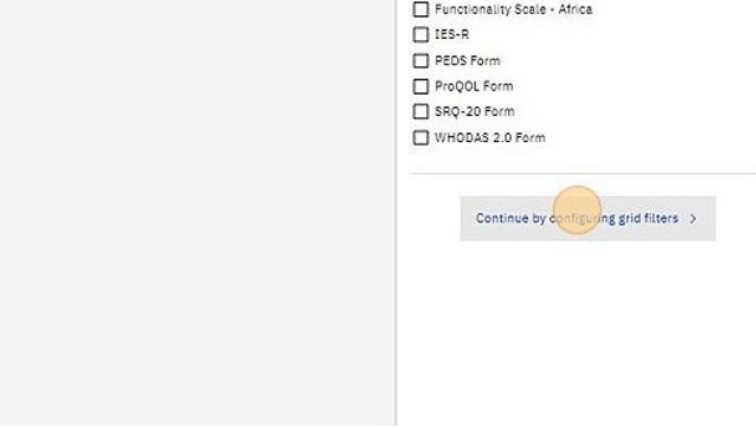 Functionality Scale - Africa
IES-R
PEDS Form
ProQOL Form
SRQ-20 Form
WHODAS 2.0 Form
Continue by configuring grid filters